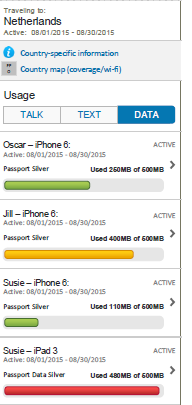 Traveling to:
Netherlands
Active: 08/01/2015 - 08/30/2015
Country-specific information
Country map (coverage/wi-fi)
Usage
TALK TEXT DATA
Oscar – iPhone 6: ACTIVE
Active: 08/01/2015 - 08/30/2015
Passport Silver Used 260MB of 500MB
Jill – iPhone 6: ACTIVE
Active: 08/01/2015 - 08/30/2015
Passport Silver Used 400MB of 500MB
Susie – iPhone 6: ACTIVE
Active: 08/01/2015 - 08/30/2015
Passport Silver Used 110MB of 500MB
Susie – iPad 3 ACTIVE
Active: 08/01/2015 - 08/30/2015
Passport Data Silver Used 480MB of 500MB